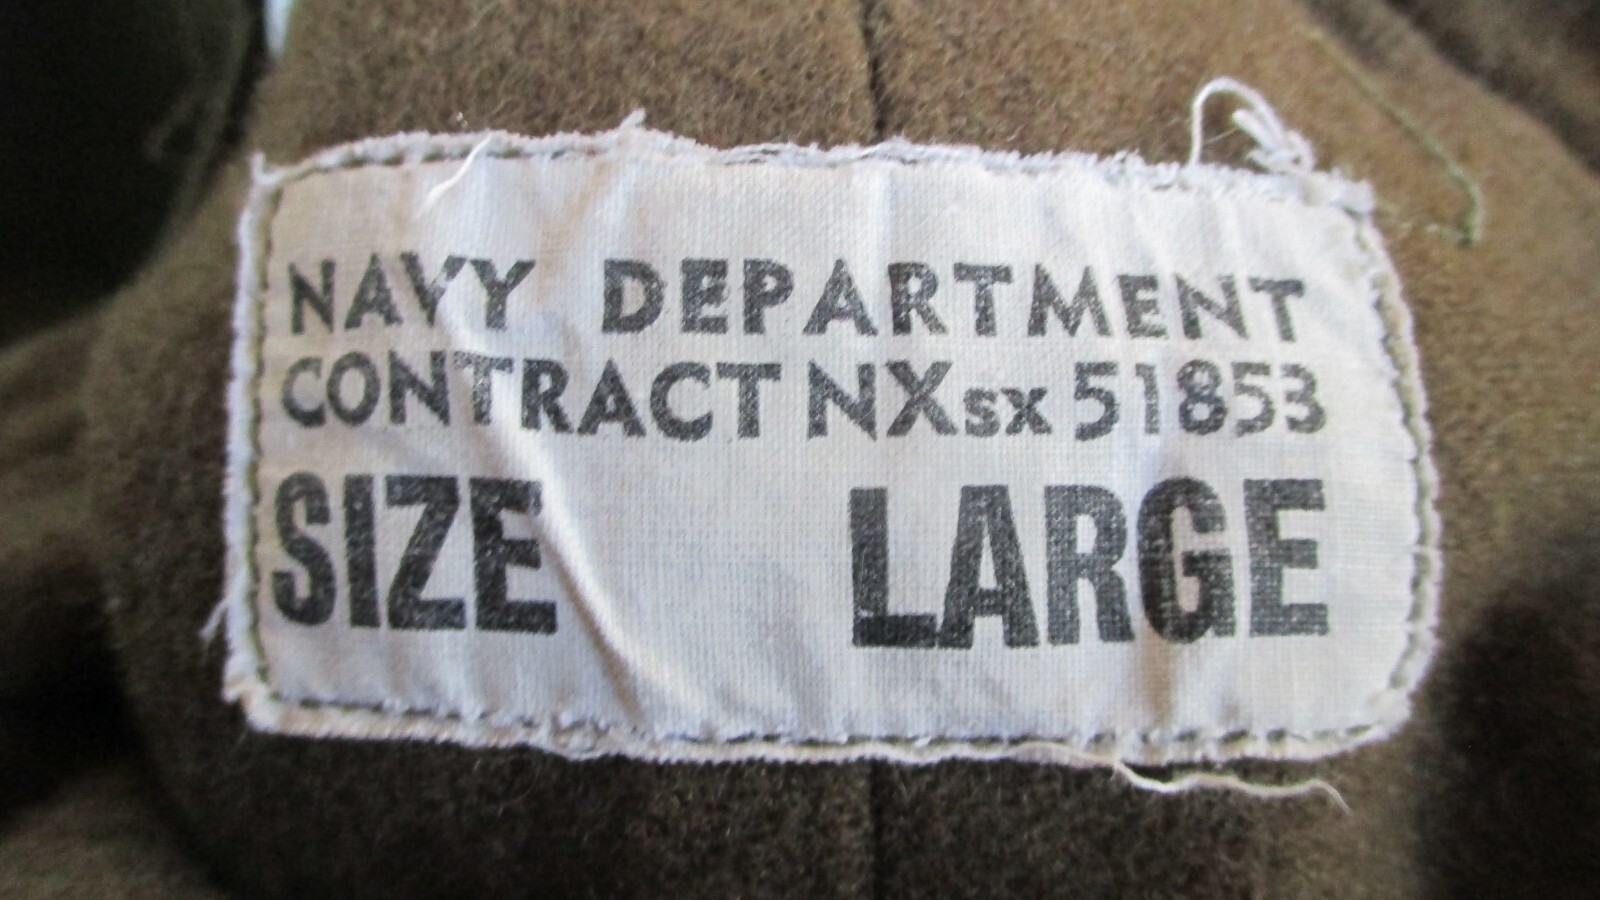 NAVY DEPARTMENT
CONTRACT NXsx 51853
SIZE LARGE